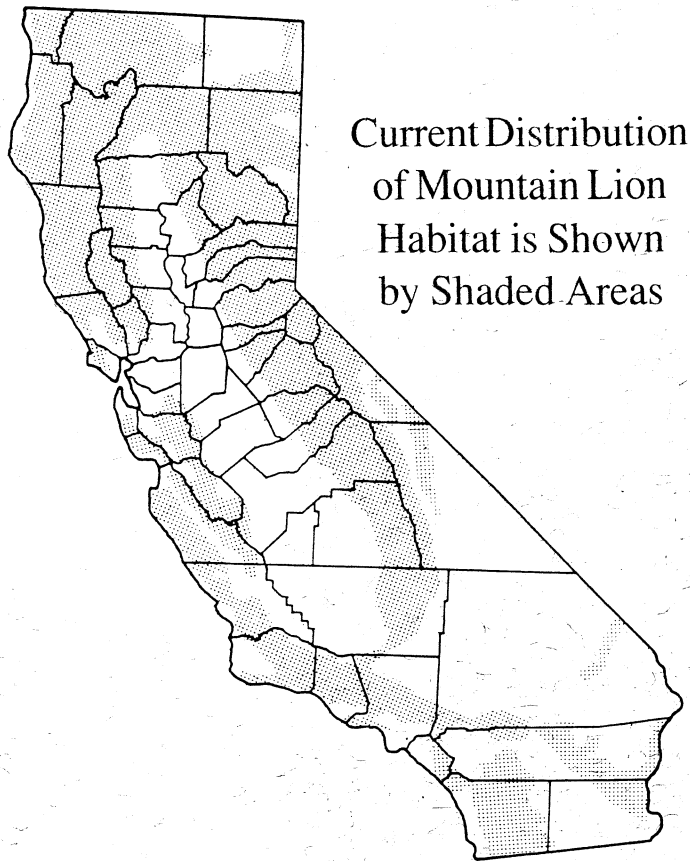 Current Distribution
of Mountain Lion
Habitat is Shown
by Shaded Areas